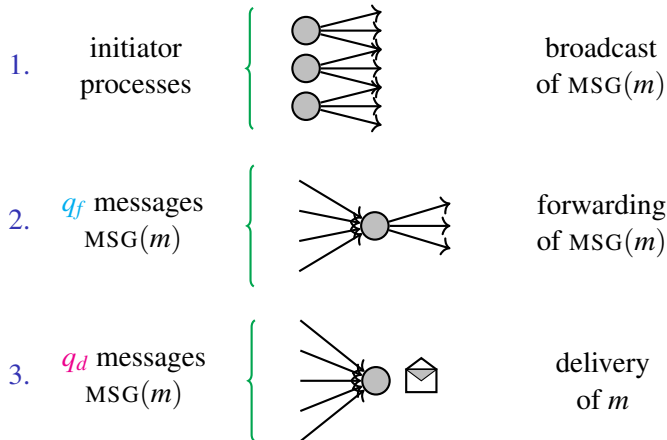 1. initiator processes broadcast of MSG(m)
2. q_f messages MSG(m) forwarding of MSG(m)
3. q_d messages MSG(m) delivery of m